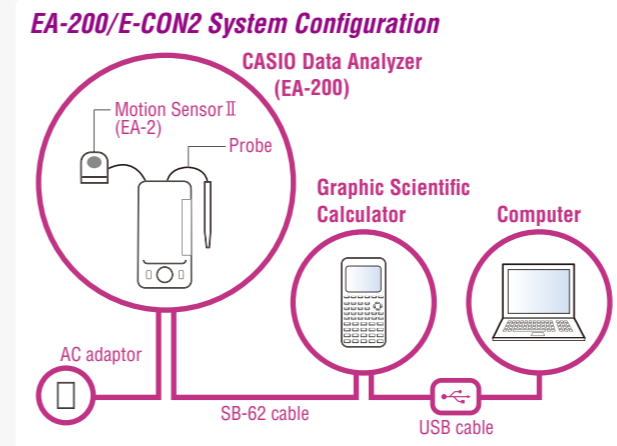 EA-200/E-CON2 System Configuration
CASIO Data Analyzer
(EA-200)
Motion Sensor Ⅱ
(EA-2)
Probe
Graphic Scientific
Calculator
Computer
AC adaptor
SB-62 cable
USB cable